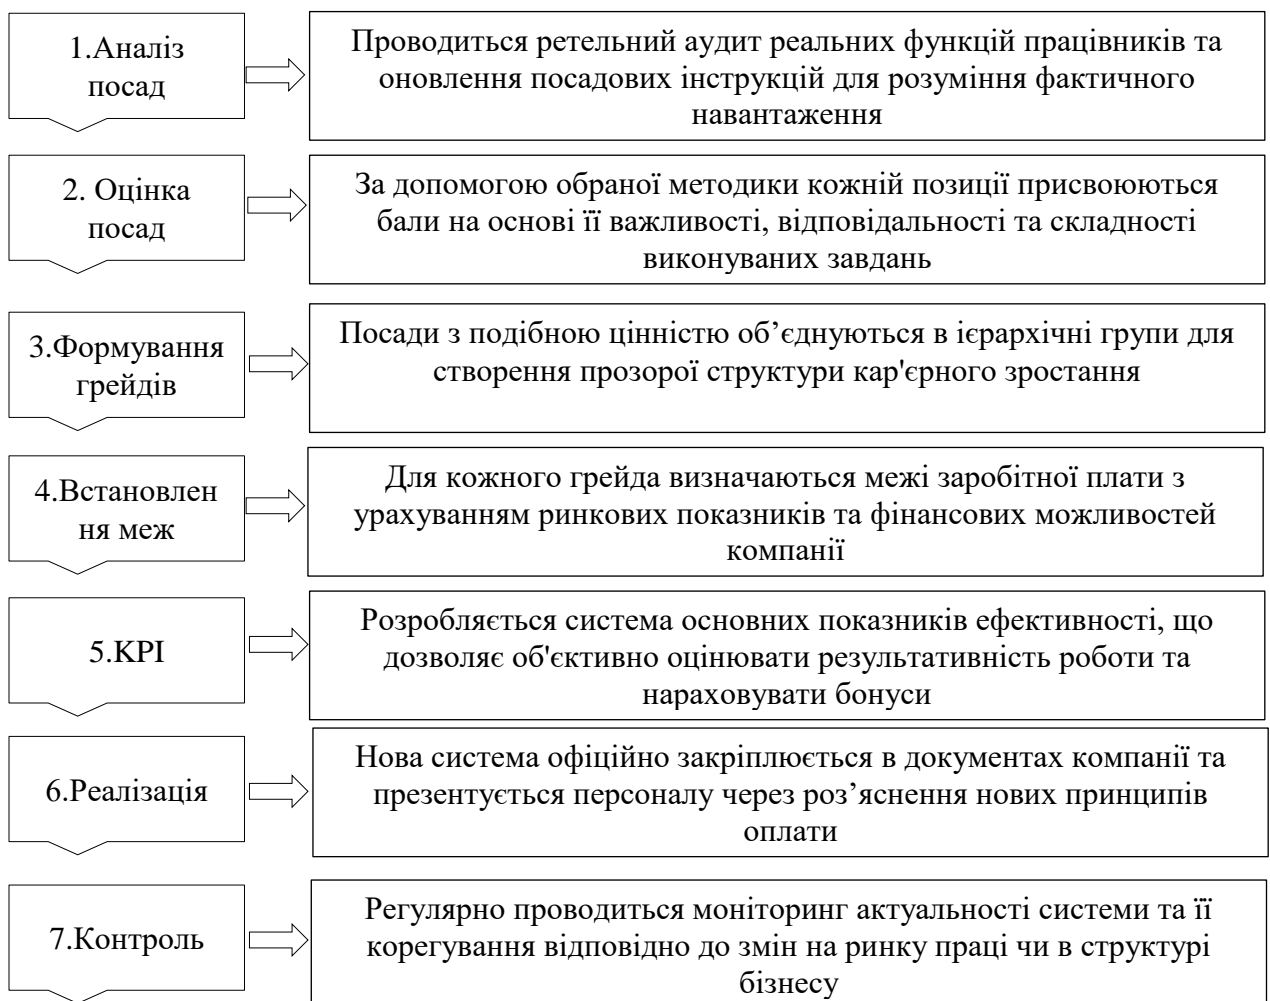 1.Аналіз
посад
Проводиться ретельний аудит реальних функцій працівників та
оновлення посадових інструкцій для розуміння фактичного
навантаження
2. Оцінка
посад
За допомогою обраної методики кожній позиції присвоюються
бали на основі її важливості, відповідальності та складності
виконуваних завдань
3.Формування
грейдів
Посади з подібною цінністю об’єднуються в ієрархічні групи для
створення прозорої структури кар'єрного зростання
4.Встановлен
ня меж
Для кожного грейда визначаються межі заробітної плати з
урахуванням ринкових показників та фінансових можливостей
компанії
5.KPI
Розробляється система основних показників ефективності, що
дозволяє об'єктивно оцінювати результативність роботи та
нараховувати бонуси
6.Реалізація
Нова система офіційно закріплюється в документах компанії та
презентується персоналу через роз’яснення нових принципів
оплати
7.Контроль
Регулярно проводиться моніторинг актуальності системи та її
корегування відповідно до змін на ринку праці чи в структурі
бізнесу